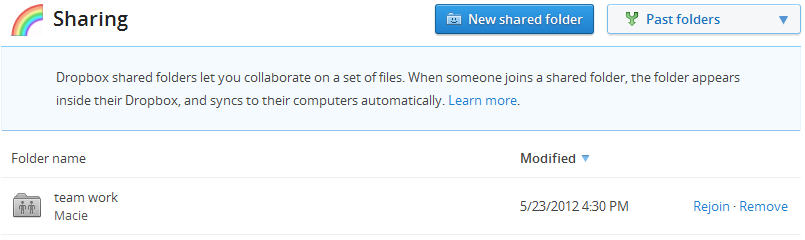 Sharing
New shared folder
Past folders
Dropbox shared folders let you collaborate on a set of files. When someone joins a shared folder, the folder appears
inside their Dropbox, and syncs to their computers automatically. Learn more.
Folder name
Modified
team work
Macie
5/23/2012 4:30 PM
Rejoin · Remove